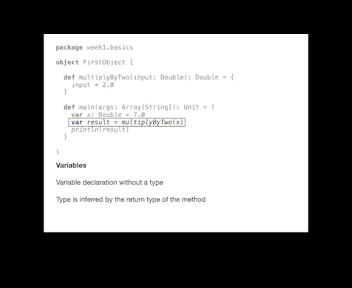 package week1.basics
object FirstObject {
def multiplyByTwo(input: Double): Double = {
input * 2.0
}
def main(args: Array[String]): Unit = {
var x: Double = 7.0
var result = multiplyByTwo(x)
println(result)
}
}
Variables
Variable declaration without a type
Type is inferred by the return type of the method